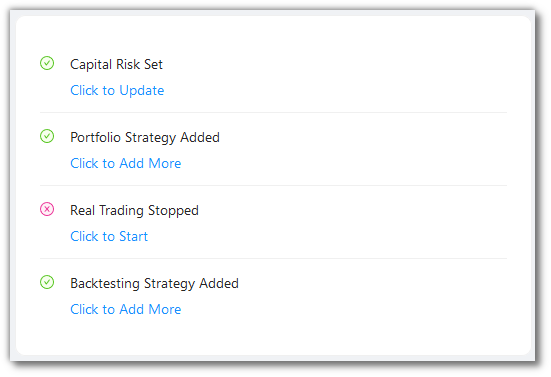 Capital Risk Set
Click to Update
Portfolio Strategy Added
Click to Add More
Real Trading Stopped
Click to Start
Backtesting Strategy Added
Click to Add More